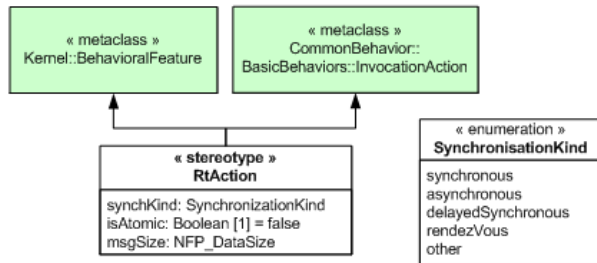 « metaclass »
Kernel::BehavioralFeature
« metaclass »
CommonBehavior::
BasicBehaviors::InvocationAction
« stereotype »
RtAction
synchKind: SynchronizationKind
isAtomic: Boolean [1] = false
msgSize: NFP_DataSize
« enumeration »
SynchronisationKind
synchronous
asynchronous
delayedSynchronous
rendezVous
other